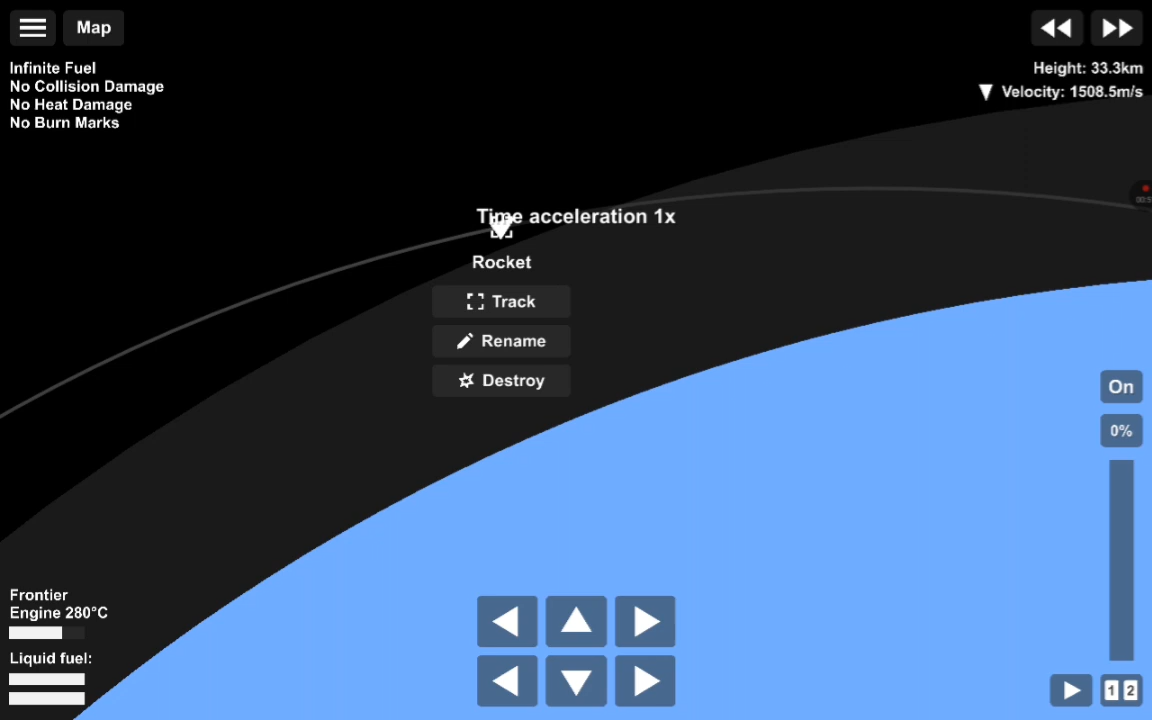 Map
Infinite Fuel
No Collision Damage
No Heat Damage
No Burn Marks
Height: 33.3km
Velocity: 1508.5m/s
Time acceleration 1x
Rocket
Track
Rename
Destroy
On
0%
Frontier
Engine 280°C
Liquid fuel:
1 2